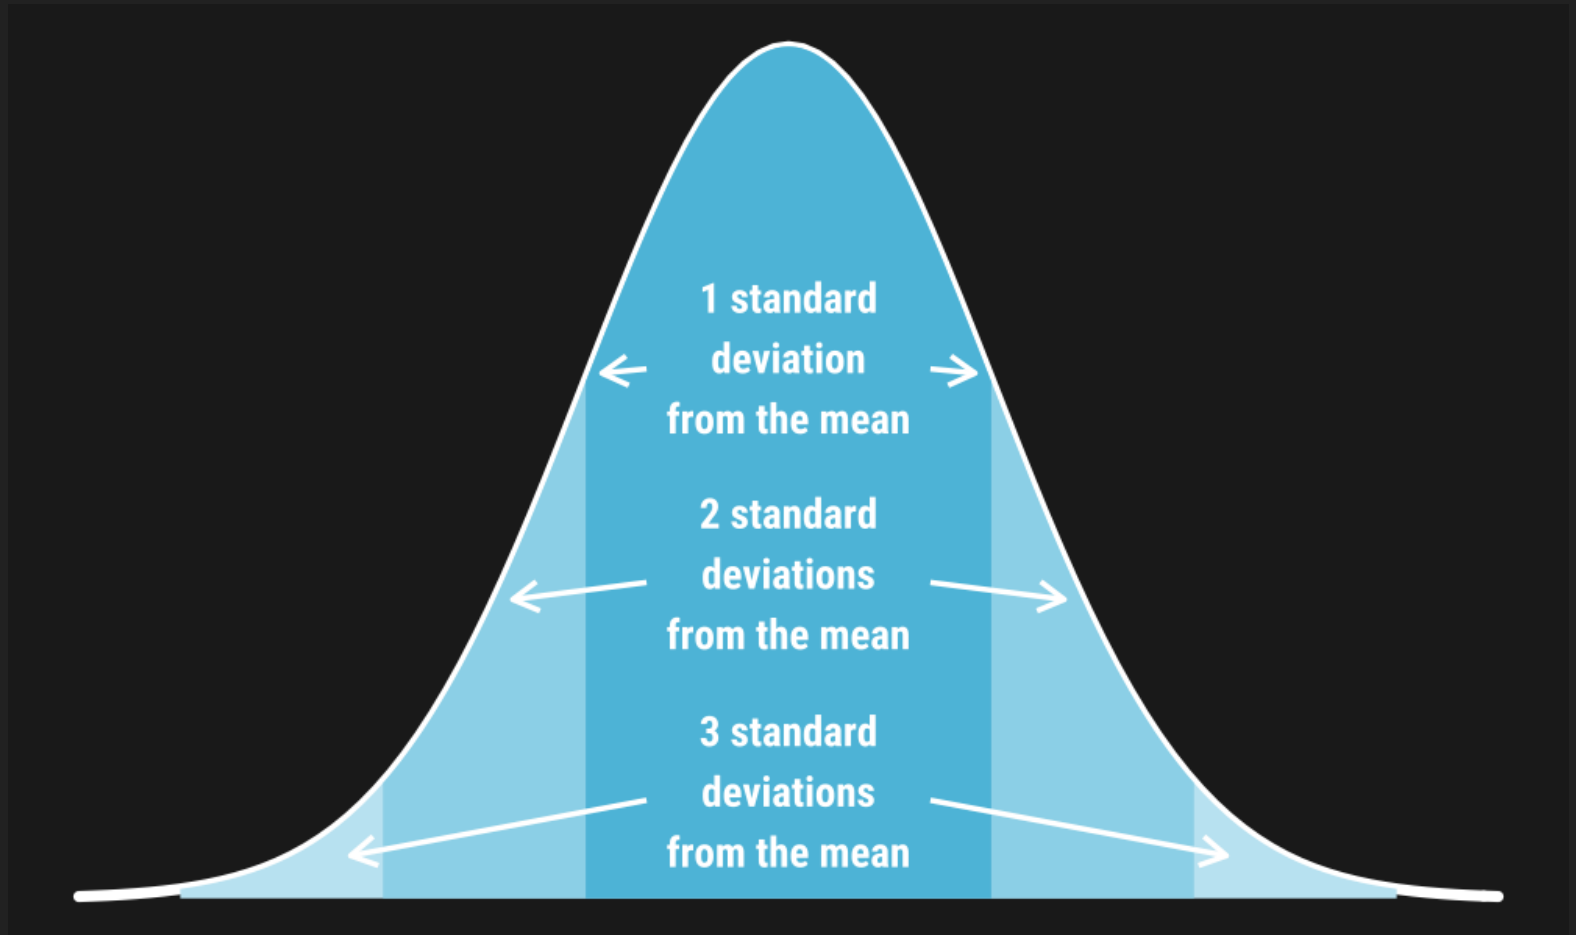 1 standard
deviation
from the mean
2 standard
deviations
from the mean
3 standard
deviations
from the mean